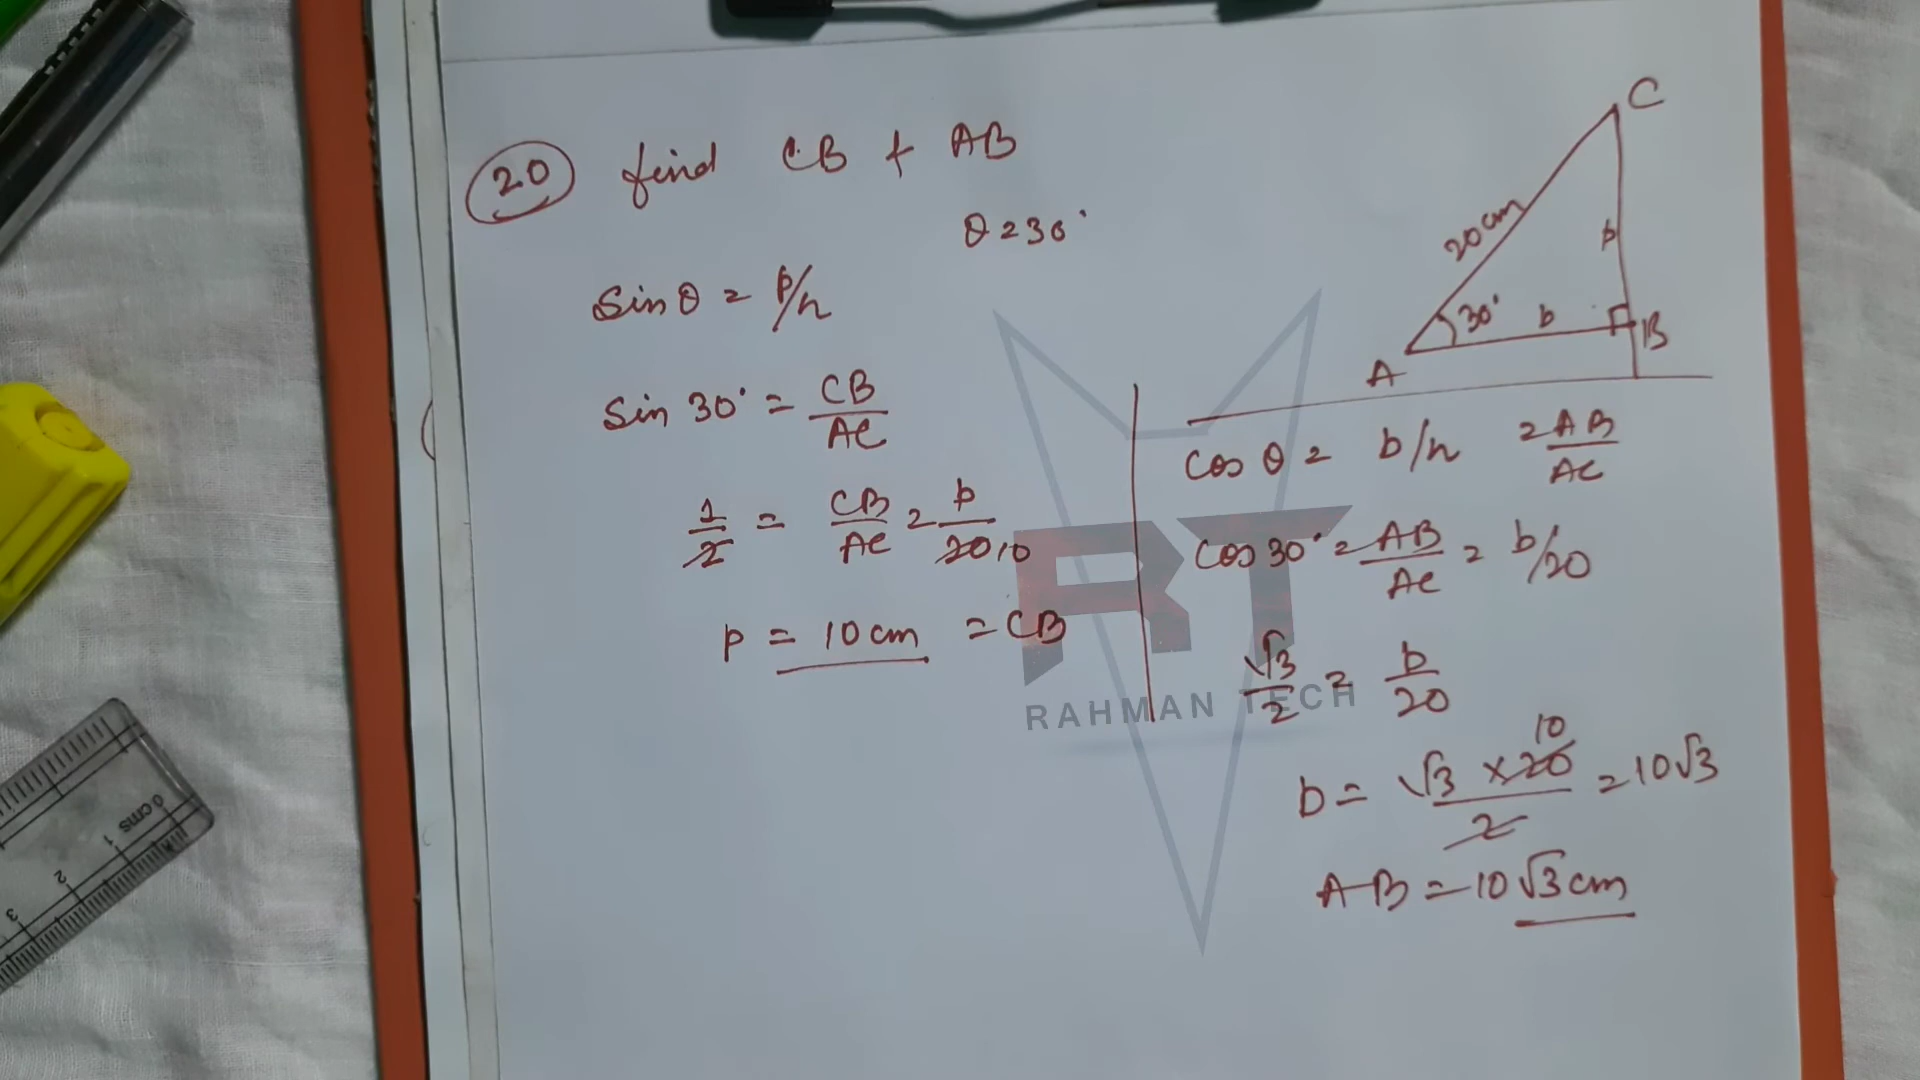 20 find CB & AB
θ = 30°
sin θ = p/h
sin 30° = CB/AC
1/2 = CB/AC = p/20 10
p = 10 cm = CB
C
20 cm
p
30° b
B
A
cos θ = b/h = AB/AC
cos 30° = AB/AC = b/20
√3/2 = b/20
b = √3 × 20/2 = 10√3
10
AB = 10√3 cm
RT
RAHMAN TECH
0 cms 1
2
3